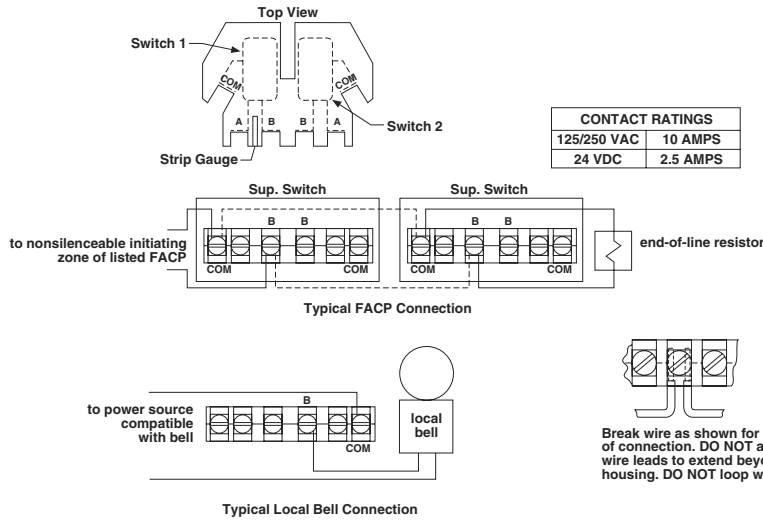 Top View
Switch 1
COM
COM
A
B
B
A
Switch 2
Strip Gauge
CONTACT RATINGS
125/250 VAC 10 AMPS
24 VDC 2.5 AMPS
Sup. Switch
Sup. Switch
B B
B B
to nonsilenceable initiating
zone of listed FACP
COM
COM
COM
COM
end-of-line resistor
Typical FACP Connection
to power source
compatible
with bell
B
COM
local
bell
Typical Local Bell Connection
Break wire as shown for
of connection. DO NOT a
wire leads to extend beyo
housing. DO NOT loop w